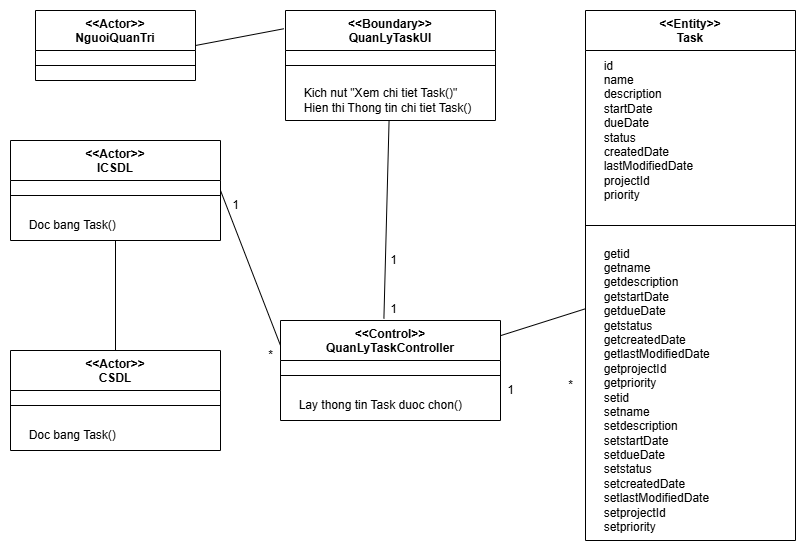 <<Actor>>
NguoiQuanTri
<<Boundary>>
QuanLyTaskUI
Kich nut "Xem chi tiet Task()"
Hien thi Thong tin chi tiet Task()
<<Entity>>
Task
id
name
description
startDate
dueDate
status
createdDate
lastModifiedDate
projectId
priority
getid
getname
getdescription
getstartDate
getdueDate
getstatus
getcreatedDate
getlastModifiedDate
getprojectId
getpriority
setid
setname
setdescription
setstartDate
setdueDate
setstatus
setcreatedDate
setlastModifiedDate
setprojectId
setpriority
<<Actor>>
ICSDL
Doc bang Task()
1
1
1
*
<<Control>>
QuanLyTaskController
Lay thong tin Task duoc chon()
1
*
<<Actor>>
CSDL
Doc bang Task()